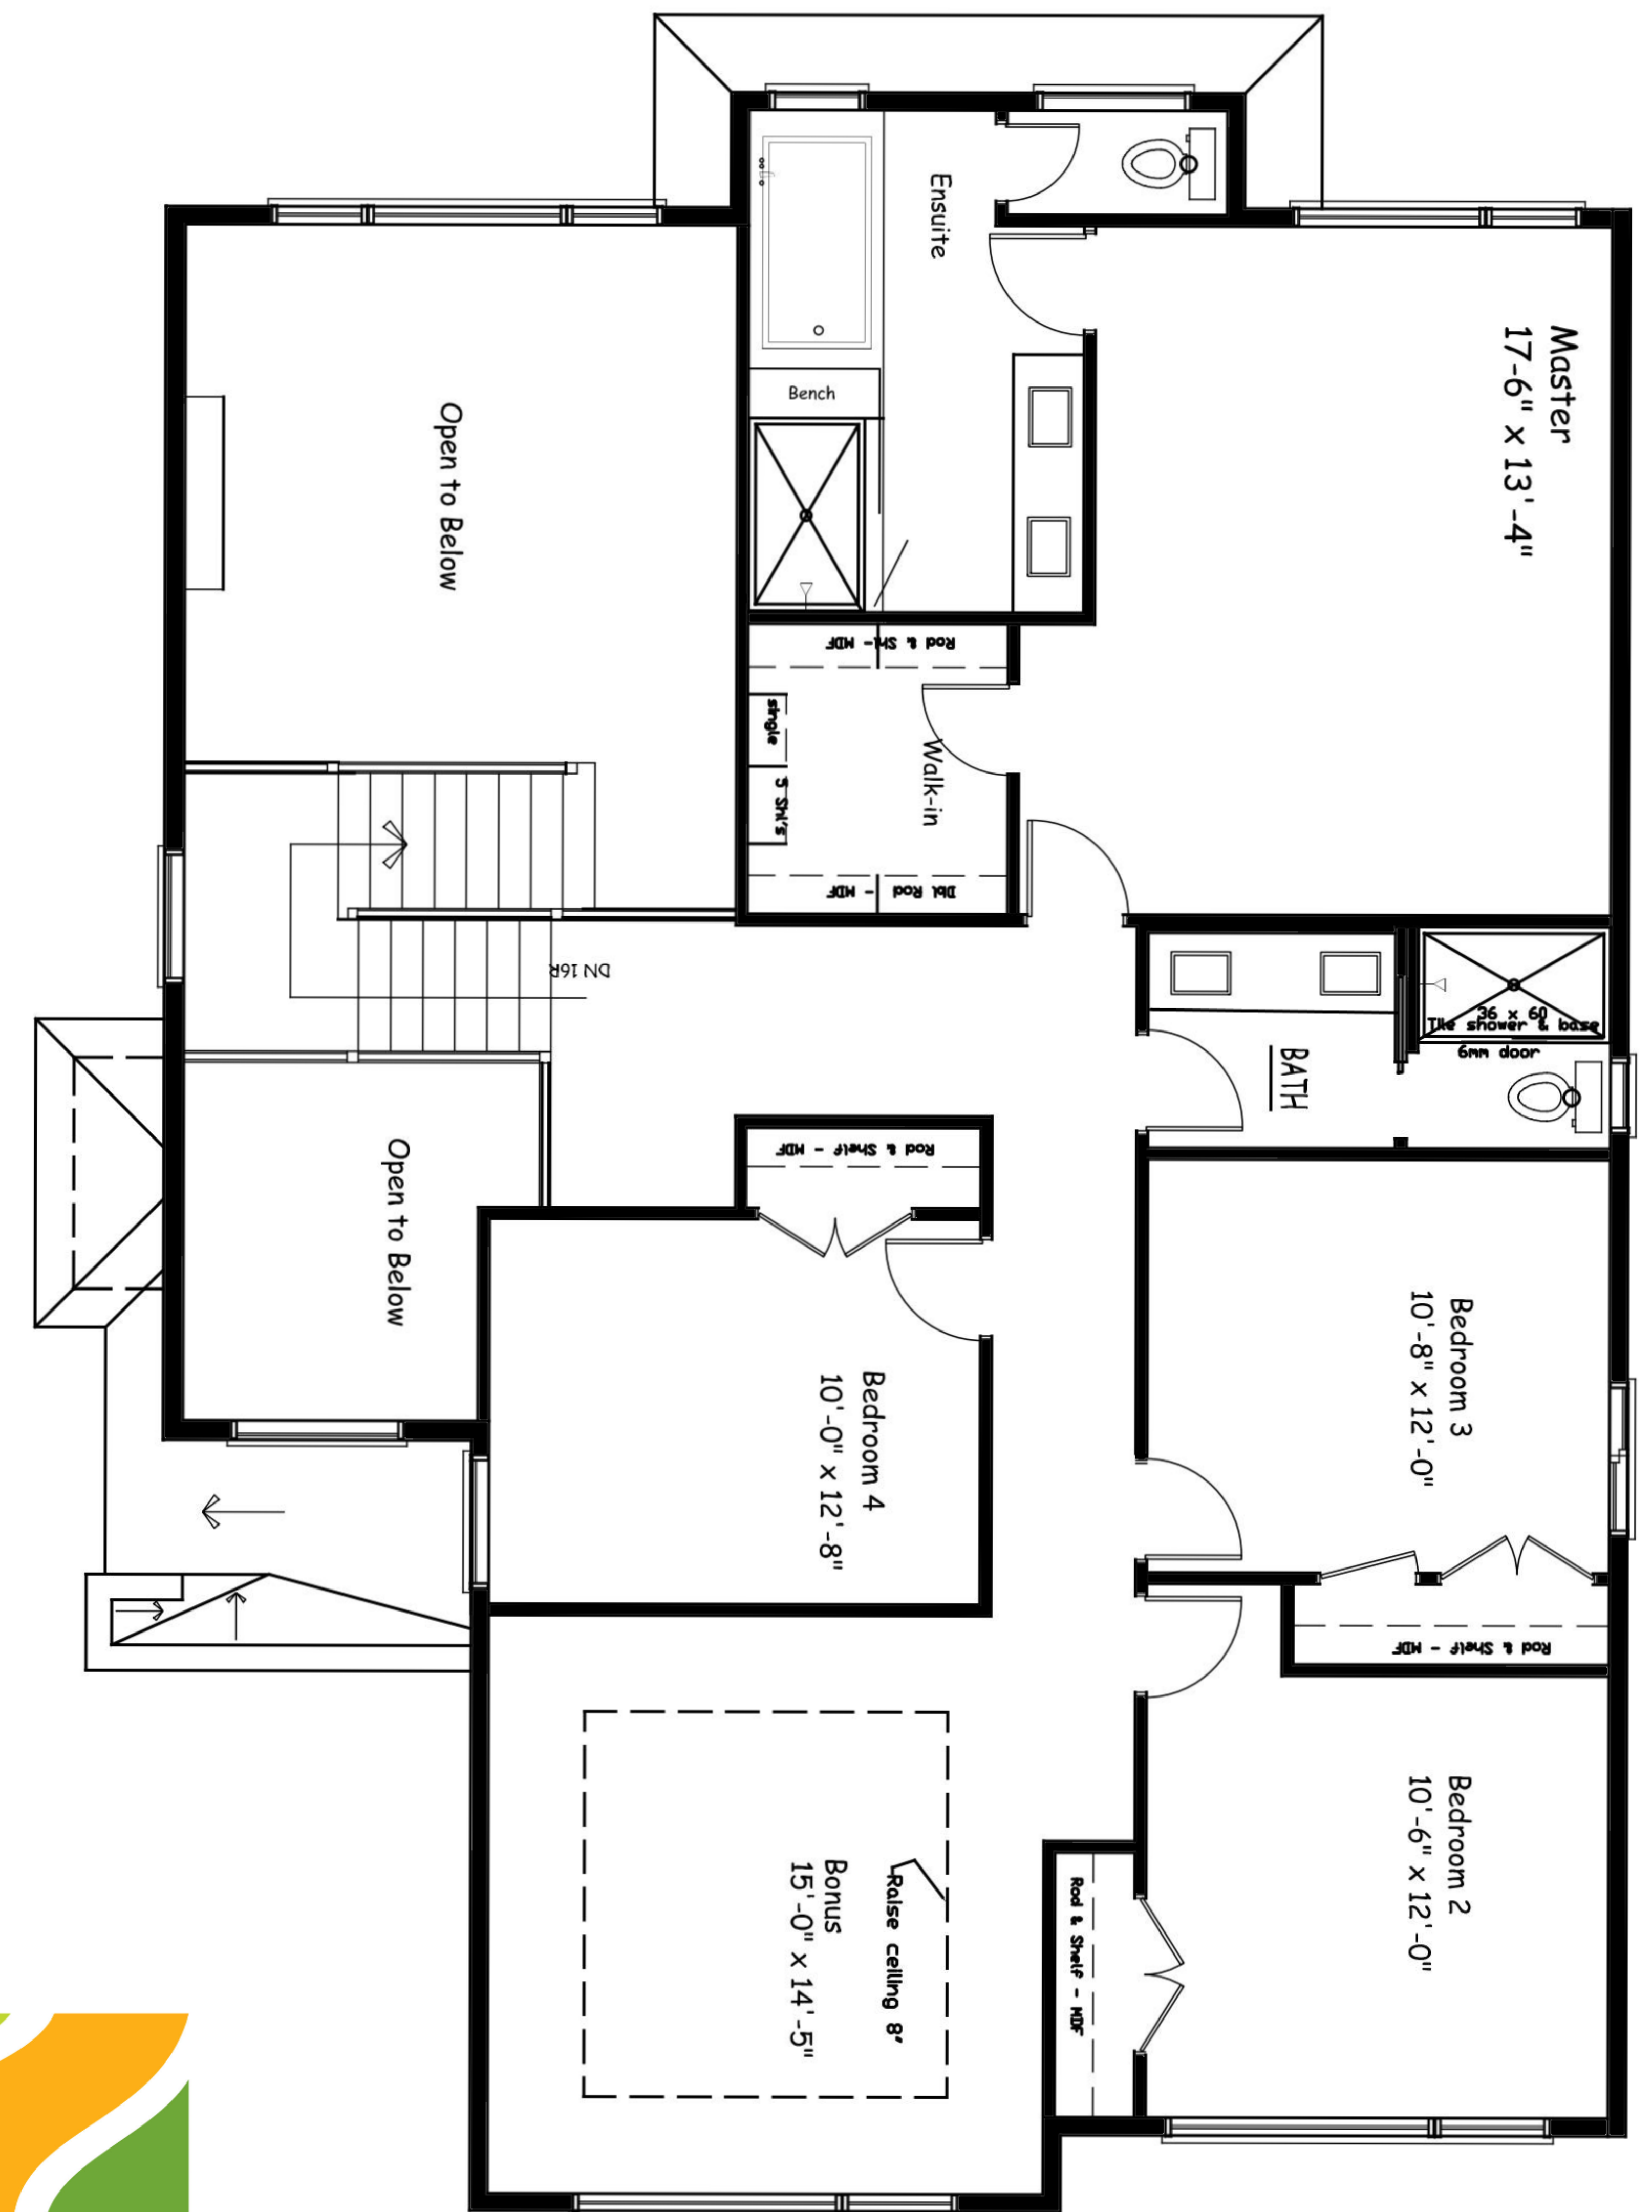 Master
17-6" x 13'-4"
Ensuite
Bench
Open to Below
Rod & Shl - MDF
single
5 Shl's
Walk-in
Dbl Rod - MDF
DN 16R
36 x 60
Tile shower & base
6mm door
BATH
Rod & Shelf - MDF
Open to Below
Bedroom 3
10'-8" x 12'-0"
Bedroom 4
10'-0" x 12'-8"
Rod & Shelf - MDF
Bedroom 2
10'-6" x 12'-0"
Raise ceiling 8'
Bonus
15'-0" x 14'-5"
Rod & Shelf - MDF